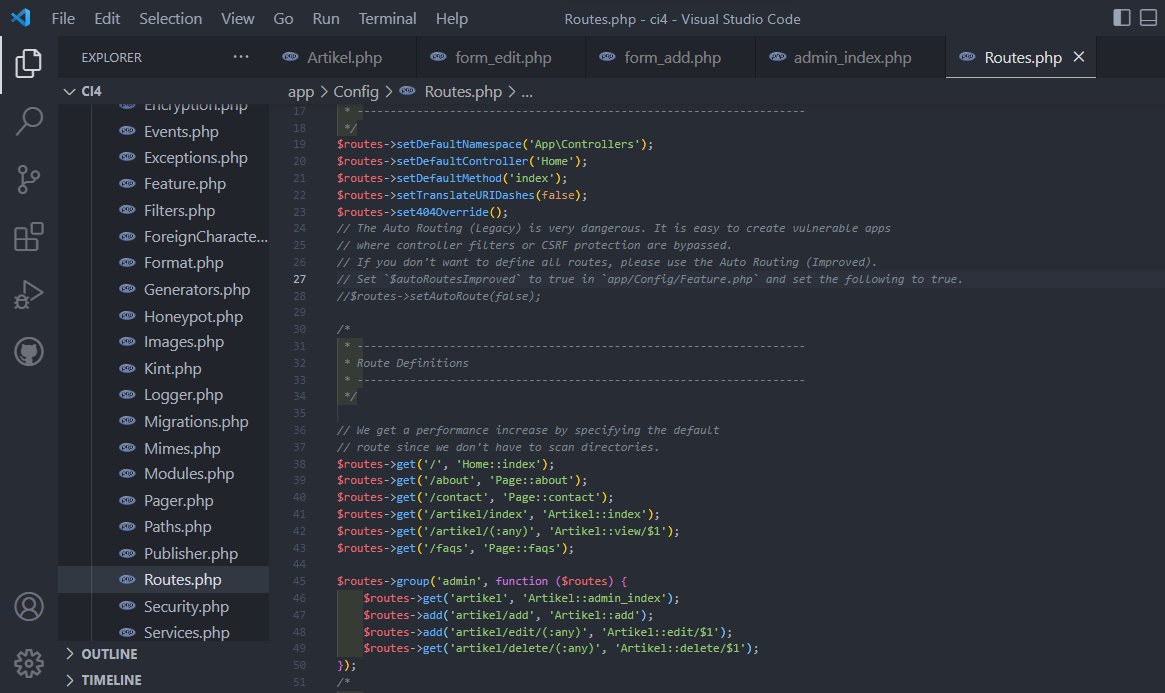 File Edit Selection View Go Run Terminal Help Routes.php - ci4 - Visual Studio Code
EXPLORER ... Artikel.php form_edit.php form_add.php admin_index.php Routes.php
CI4
app > Config > Routes.php > ...
Encryption.php
Events.php
Exceptions.php
Feature.php
Filters.php
ForeignCharacte...
Format.php
Generators.php
Honeypot.php
Images.php
Kint.php
Logger.php
Migrations.php
Mimes.php
Modules.php
Pager.php
Paths.php
Publisher.php
Routes.php
Security.php
Services.php
OUTLINE
TIMELINE
17 * --------------------------------------------------------------------
18 */
19 $routes->setDefaultNamespace('App\Controllers');
20 $routes->setDefaultController('Home');
21 $routes->setDefaultMethod('index');
22 $routes->setTranslateURIDashes(false);
23 $routes->set404Override();
24 // The Auto Routing (Legacy) is very dangerous. It is easy to create vulnerable apps
25 // where controller filters or CSRF protection are bypassed.
26 // If you don't want to define all routes, please use the Auto Routing (Improved).
27 // Set `$autoRoutesImproved` to true in `app/Config/Feature.php` and set the following to true.
28 //$routes->setAutoRoute(false);
29
30 /*
31 * --------------------------------------------------------------------
32 * Route Definitions
33 * --------------------------------------------------------------------
34 */
35
36 // We get a performance increase by specifying the default
37 // route since we don't have to scan directories.
38 $routes->get('/', 'Home::index');
39 $routes->get('/about', 'Page::about');
40 $routes->get('/contact', 'Page::contact');
41 $routes->get('/artikel/index', 'Artikel::index');
42 $routes->get('/artikel/(:any)', 'Artikel::view/$1');
43 $routes->get('/faqs', 'Page::faqs');
44
45 $routes->group('admin', function ($routes) {
46 $routes->get('artikel', 'Artikel::admin_index');
47 $routes->add('artikel/add', 'Artikel::add');
48 $routes->add('artikel/edit/(:any)', 'Artikel::edit/$1');
49 $routes->get('artikel/delete/(:any)', 'Artikel::delete/$1');
50 });
51 /*